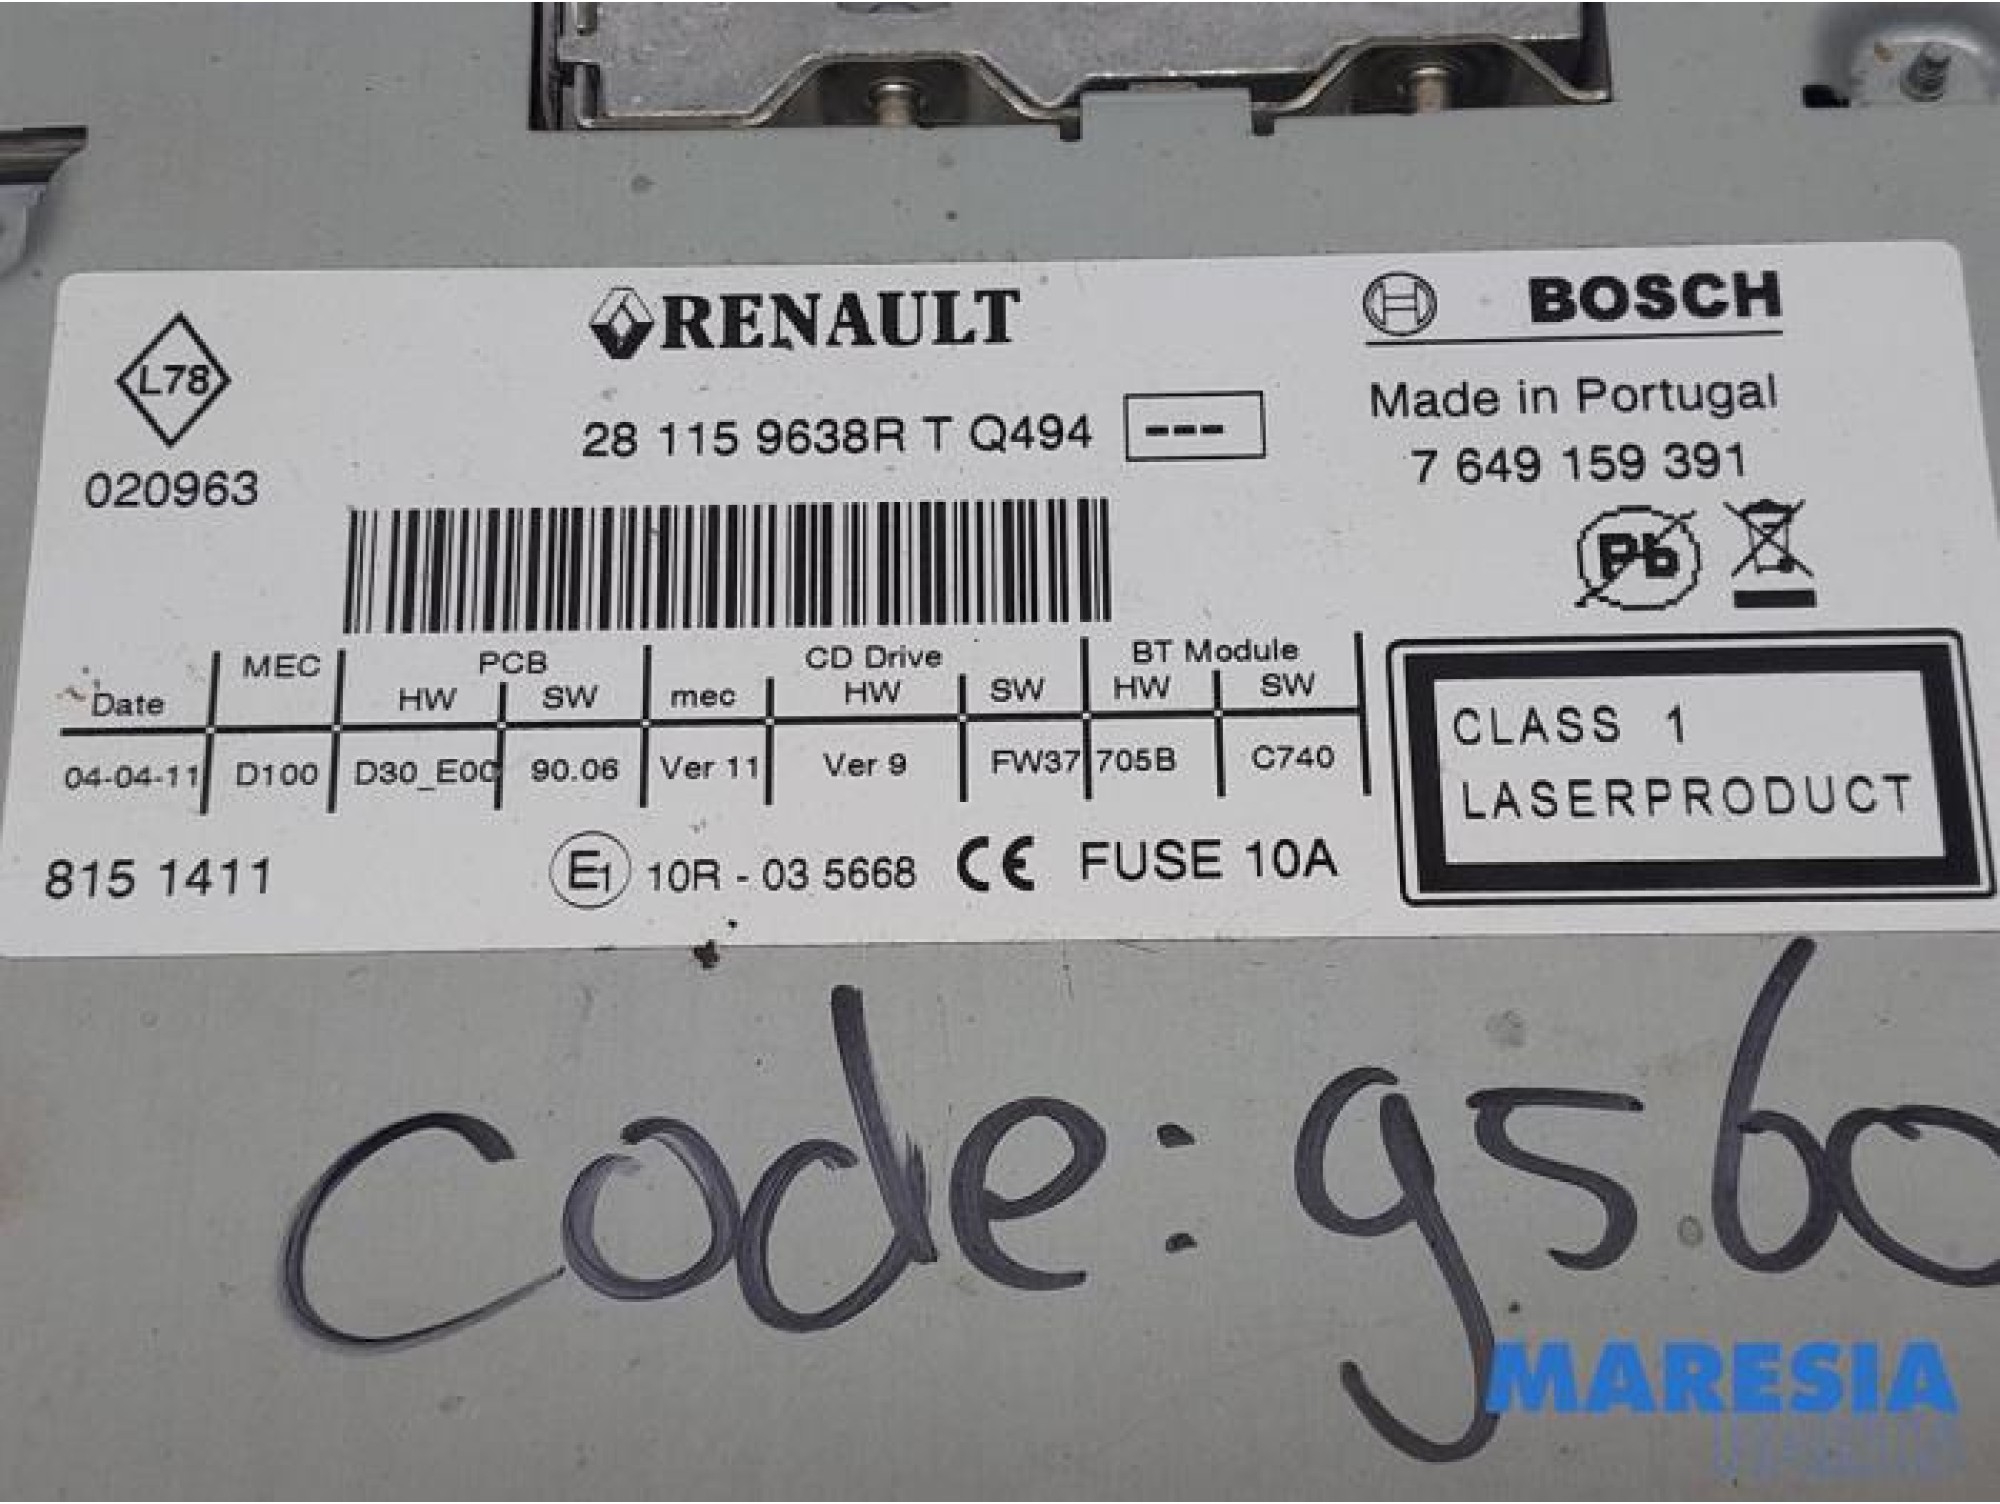 RENAULT
BOSCH
L78
020963
28 115 9638R T Q494 ---
Made in Portugal
7 649 159 391
Pb
Date MEC PCB CD Drive BT Module
HW SW mec HW SW HW SW
04-04-11 D100 D30_E00 90.06 Ver 11 Ver 9 FW37 705B C740
CLASS 1
LASERPRODUCT
815 1411
E1 10R - 03 5668 CE FUSE 10A
Code: 9560
MARESIA